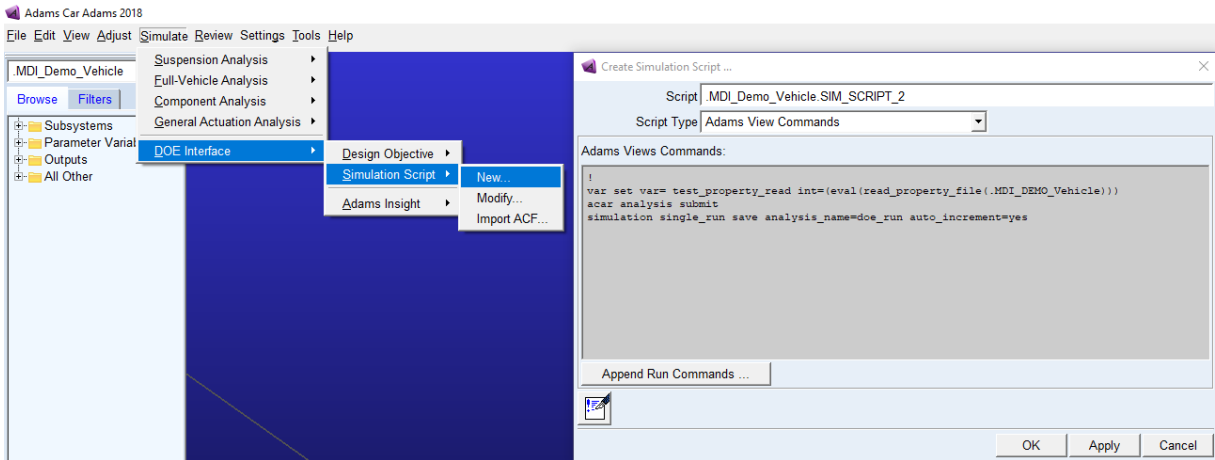 Adams Car Adams 2018
File Edit View Adjust Simulate Review Settings Tools Help
.MDI_Demo_Vehicle
Browse Filters
Subsystems
Parameter Varial
Outputs
All Other
Suspension Analysis
Full-Vehicle Analysis
Component Analysis
General Actuation Analysis
DOE Interface
Design Objective
Simulation Script
Adams Insight
New...
Modify...
Import ACF...
Create Simulation Script ...
Script .MDI_Demo_Vehicle.SIM_SCRIPT_2
Script Type Adams View Commands
Adams Views Commands:
!
var set var= test_property_read int=(eval(read_property_file(.MDI_DEMO_Vehicle)))
acar analysis submit
simulation single_run save analysis_name=doe_run auto_increment=yes
Append Run Commands ...
OK Apply Cancel